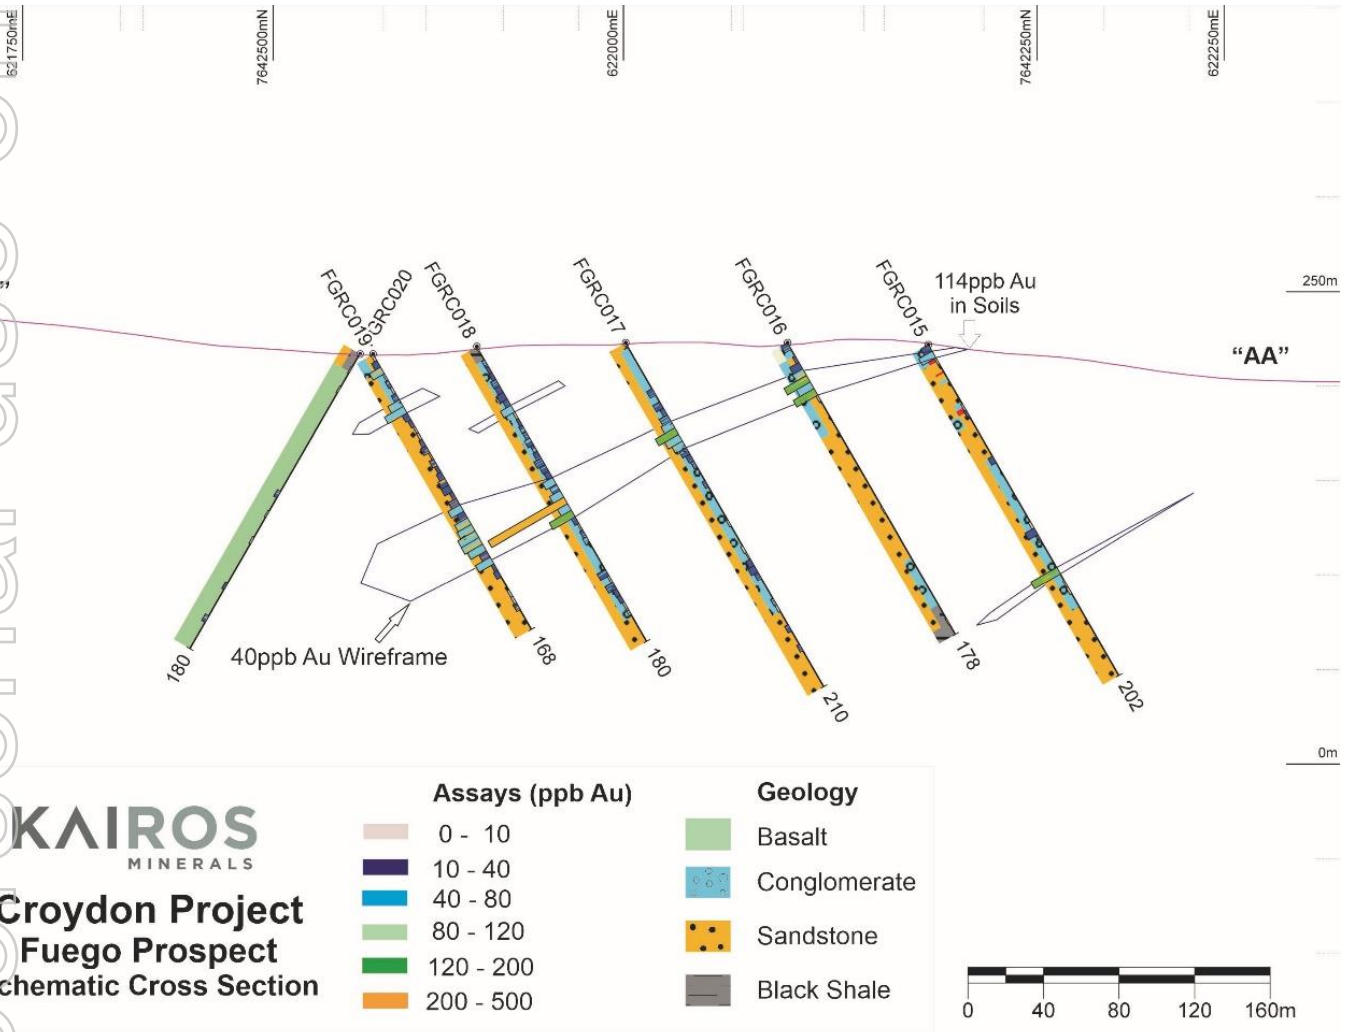 621750mE
7642500mN
622000mE
7642250mN
622250mE
FGRC019
GRC020
FGRC018
FGRC017
FGRC016
FGRC015
114ppb Au
in Soils
250m
”
“AA”
40ppb Au Wireframe
180
168
180
210
178
202
0m
KAIROS
MINERALS
Croydon Project
Fuego Prospect
chematic Cross Section
Assays (ppb Au)
0 - 10
10 - 40
40 - 80
80 - 120
120 - 200
200 - 500
Geology
Basalt
Conglomerate
Sandstone
Black Shale
0 40 80 120 160m